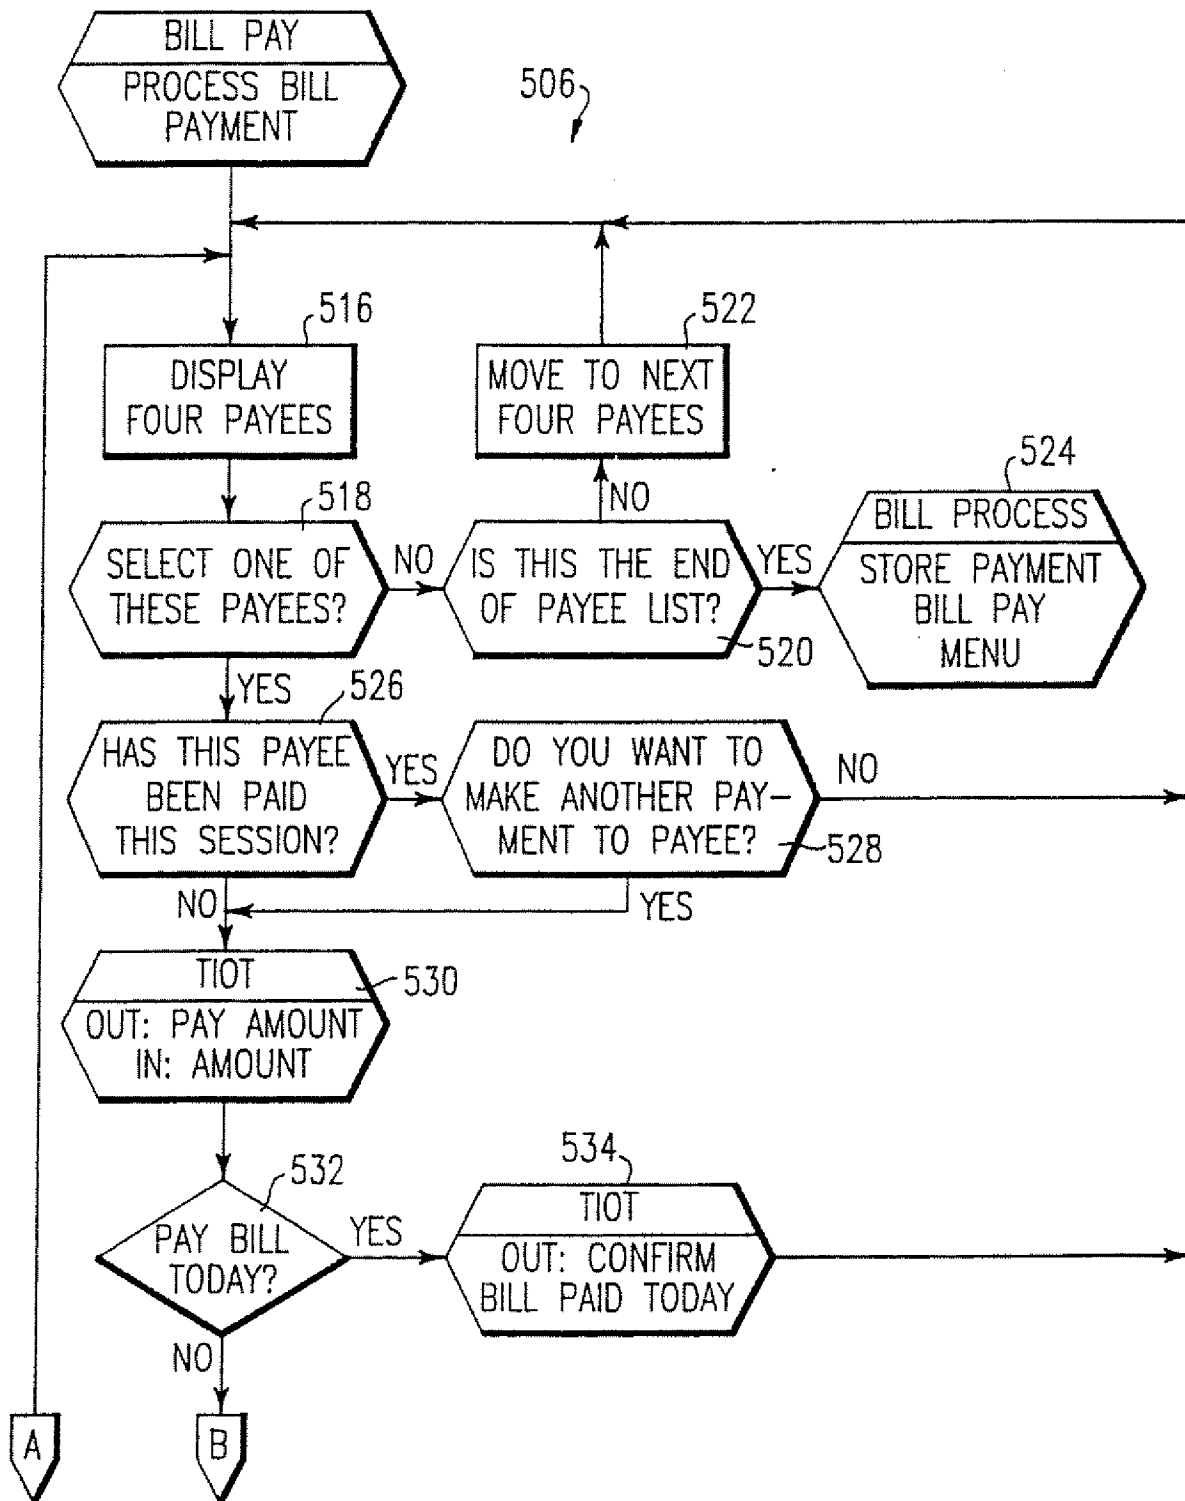 BILL PAY
PROCESS BILL
PAYMENT
506
516
DISPLAY
FOUR PAYEES
522
MOVE TO NEXT
FOUR PAYEES
518
SELECT ONE OF
THESE PAYEES?
NO
NO
IS THIS THE END
OF PAYEE LIST?
520
YES
524
BILL PROCESS
STORE PAYMENT
BILL PAY
MENU
YES
526
HAS THIS PAYEE
BEEN PAID
THIS SESSION?
YES
DO YOU WANT TO
MAKE ANOTHER PAY-
MENT TO PAYEE?
528
NO
NO
YES
TIOT
530
OUT: PAY AMOUNT
IN: AMOUNT
532
PAY BILL
TODAY?
YES
534
TIOT
OUT: CONFIRM
BILL PAID TODAY
NO
A
B